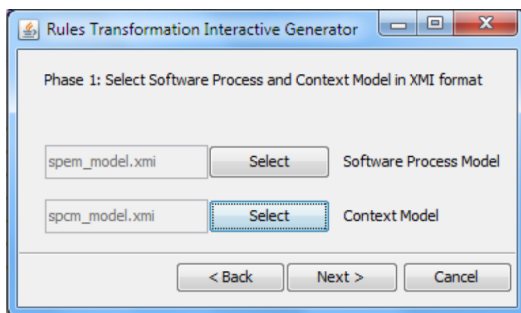 Rules Transformation Interactive Generator
Phase 1: Select Software Process and Context Model in XMI format
spem_model.xmi Select Software Process Model
spcm_model.xmi Select Context Model
< Back Next > Cancel